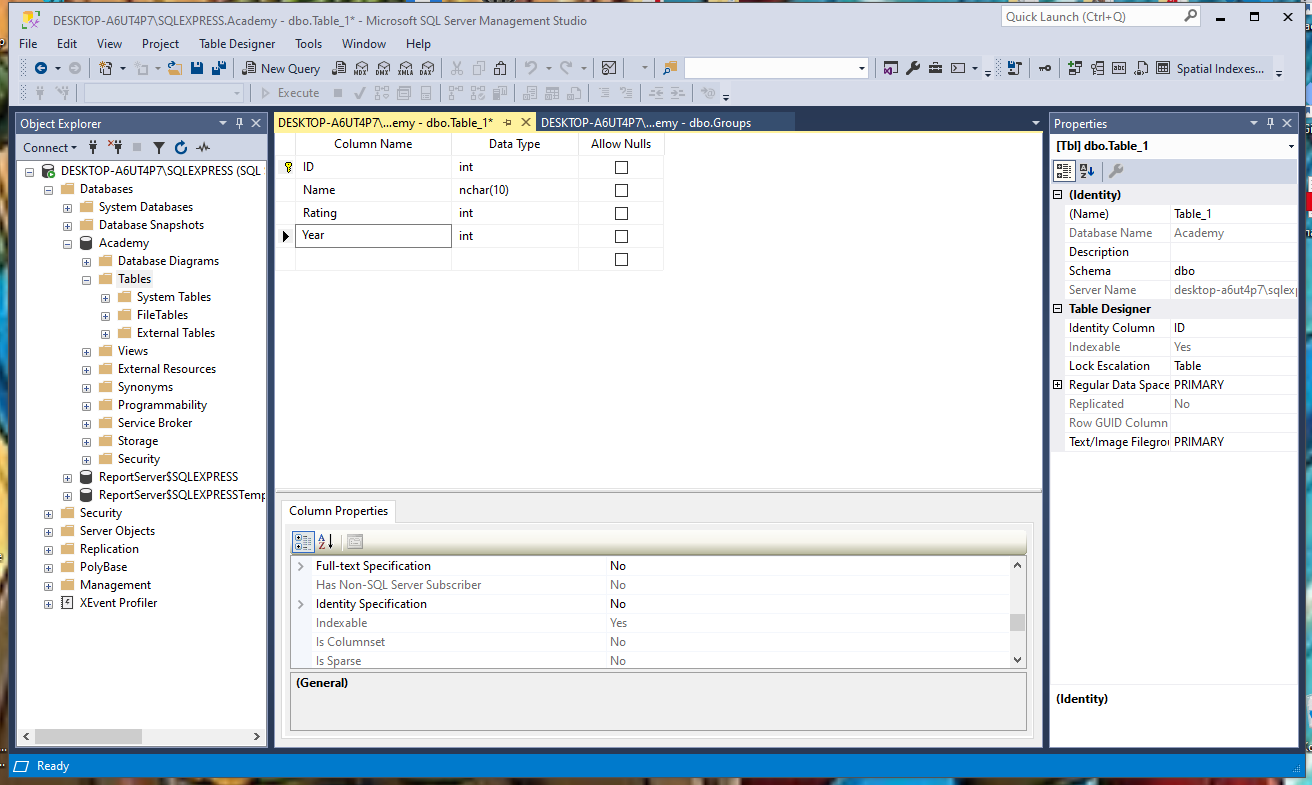 DESKTOP-A6UT4P7\SQLEXPRESS.Academy - dbo.Table_1* - Microsoft SQL Server Management Studio
Quick Launch (Ctrl+Q)
File Edit View Project Table Designer Tools Window Help
New Query
MDX DMX XMLA DAX
Spatial Indexes...
Execute
Object Explorer
Connect
DESKTOP-A6UT4P7\SQLEXPRESS (SQL
Databases
System Databases
Database Snapshots
Academy
Database Diagrams
Tables
System Tables
FileTables
External Tables
Views
External Resources
Synonyms
Programmability
Service Broker
Storage
Security
ReportServer$SQLEXPRESS
ReportServer$SQLEXPRESSTemp
Security
Server Objects
Replication
PolyBase
Management
XEvent Profiler
DESKTOP-A6UT4P7\...emy - dbo.Table_1*
DESKTOP-A6UT4P7\...emy - dbo.Groups
Column Name Data Type Allow Nulls
ID int
Name nchar(10)
Rating int
Year int
Column Properties
Full-text Specification No
Has Non-SQL Server Subscriber No
Identity Specification No
Indexable Yes
Is Columnset No
Is Sparse No
(General)
Properties
[Tbl] dbo.Table_1
(Identity)
(Name) Table_1
Database Name Academy
Description
Schema dbo
Server Name desktop-a6ut4p7\sqlexp
Table Designer
Identity Column ID
Indexable Yes
Lock Escalation Table
Regular Data Space PRIMARY
Replicated No
Row GUID Column
Text/Image Filegrou PRIMARY
(Identity)
Ready